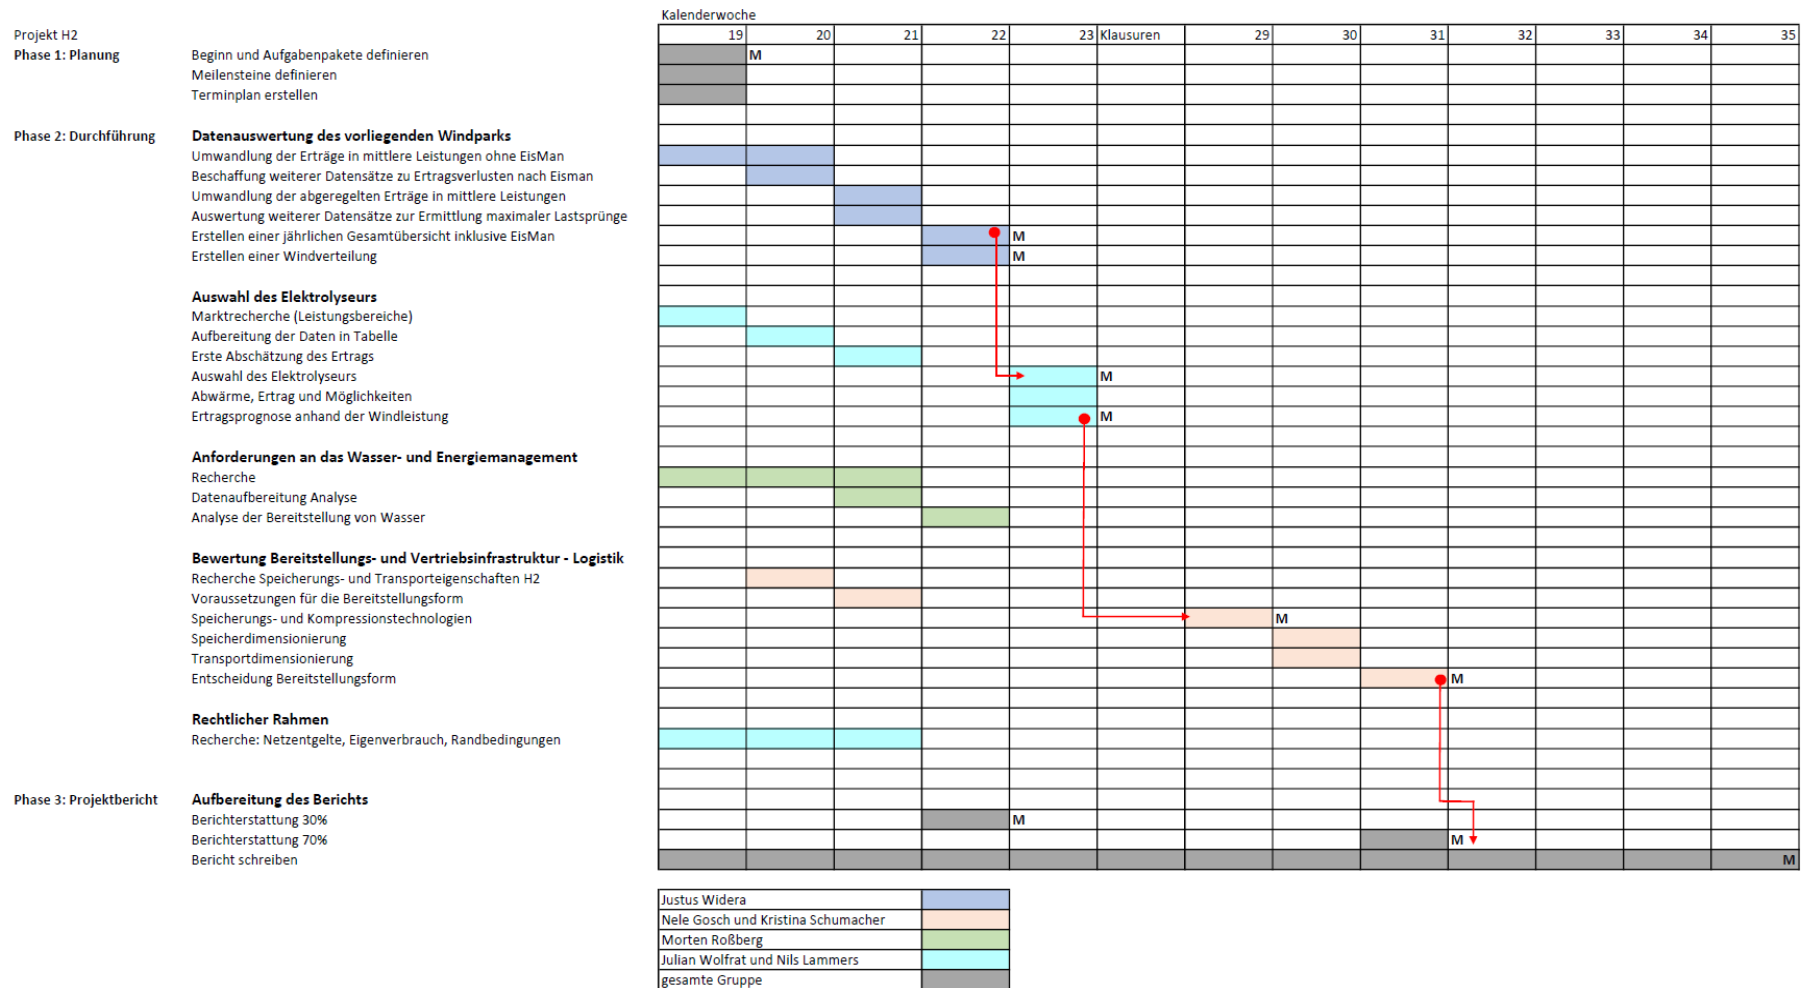 Kalenderwoche
Projekt H2 19 20 21 22 23 Klausuren 29 30 31 32 33 34 35
Phase 1: Planung Beginn und Aufgabenpakete definieren M
Meilensteine definieren
Terminplan erstellen
Phase 2: Durchführung Datenauswertung des vorliegenden Windparks
Umwandlung der Erträge in mittlere Leistungen ohne EisMan
Beschaffung weiterer Datensätze zu Ertragsverlusten nach Eisman
Umwandlung der abgeregelten Erträge in mittlere Leistungen
Auswertung weiterer Datensätze zur Ermittlung maximaler Lastsprünge
Erstellen einer jährlichen Gesamtübersicht inklusive EisMan M
Erstellen einer Windverteilung M
Auswahl des Elektrolyseurs
Marktrecherche (Leistungsbereiche)
Aufbereitung der Daten in Tabelle
Erste Abschätzung des Ertrags
Auswahl des Elektrolyseurs M
Abwärme, Ertrag und Möglichkeiten
Ertragsprognose anhand der Windleistung M
Anforderungen an das Wasser- und Energiemanagement
Recherche
Datenaufbereitung Analyse
Analyse der Bereitstellung von Wasser
Bewertung Bereitstellungs- und Vertriebsinfrastruktur - Logistik
Recherche Speicherungs- und Transporteigenschaften H2
Voraussetzungen für die Bereitstellungsform
Speicherungs- und Kompressionstechnologien M
Speicherdimensionierung
Transportdimensionierung
Entscheidung Bereitstellungsform M
Rechtlicher Rahmen
Recherche: Netzentgelte, Eigenverbrauch, Randbedingungen
Phase 3: Projektbericht Aufbereitung des Berichts
Berichterstattung 30% M
Berichterstattung 70% M
Bericht schreiben M
Justus Widera
Nele Gosch und Kristina Schumacher
Morten Roßberg
Julian Wolfrat und Nils Lammers
gesamte Gruppe